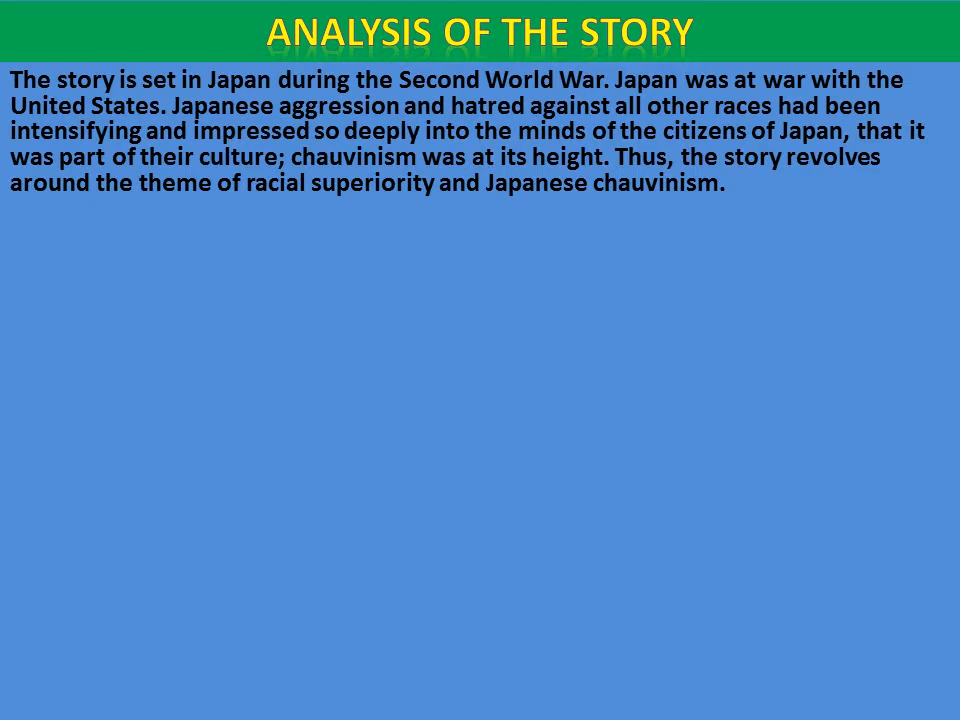 ANALYSIS OF THE STORY
The story is set in Japan during the Second World War. Japan was at war with the
United States. Japanese aggression and hatred against all other races had been
intensifying and impressed so deeply into the minds of the citizens of Japan, that it
was part of their culture; chauvinism was at its height. Thus, the story revolves
around the theme of racial superiority and Japanese chauvinism.